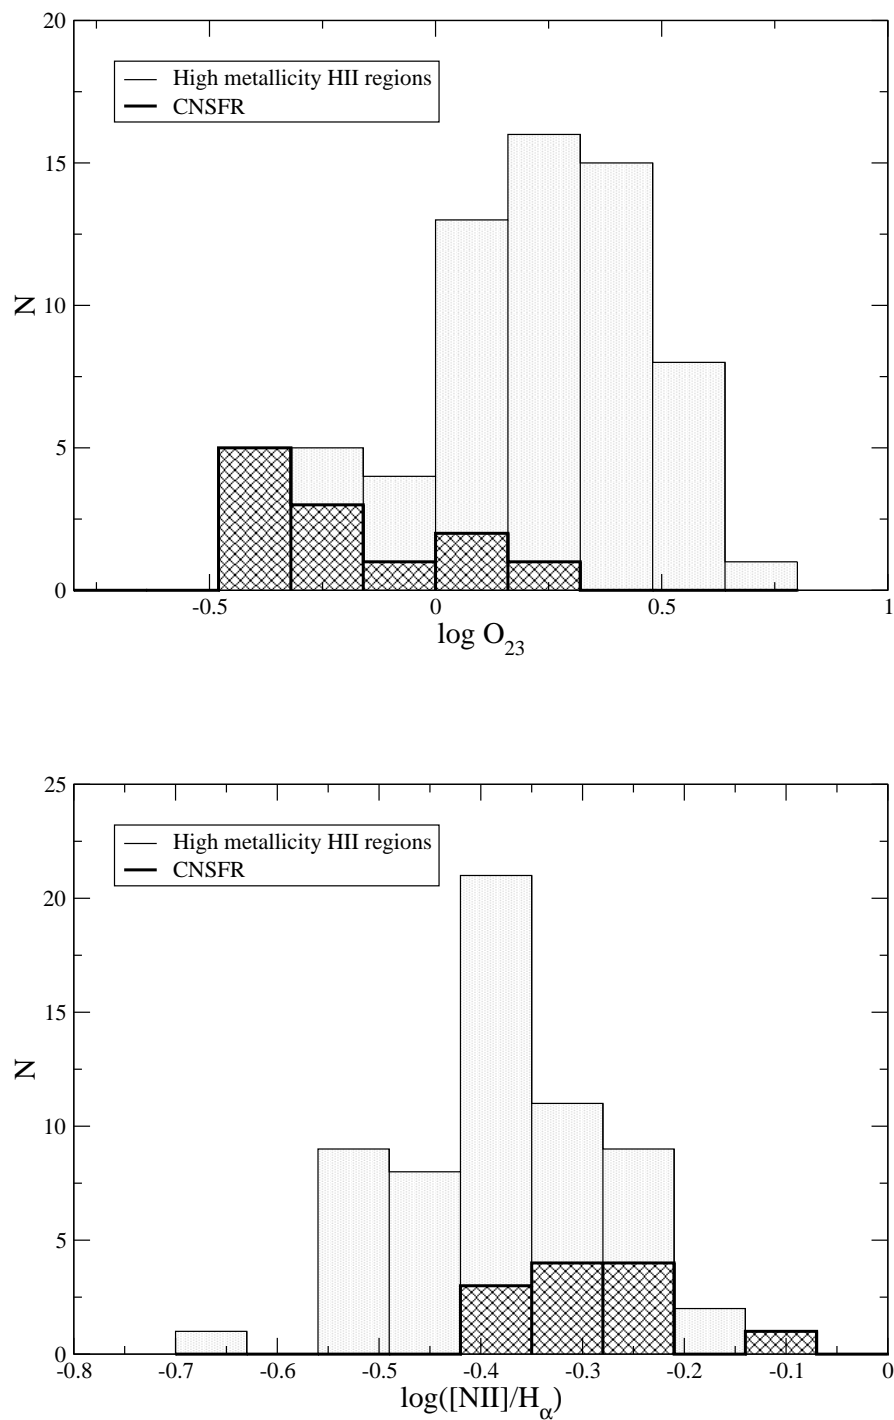 20
15
N
10
5
0
High metallicity HII regions
CNSFR
-0.5 0 0.5 1
log O23
25
20
15
N
10
5
0
High metallicity HII regions
CNSFR
-0.8 -0.7 -0.6 -0.5 -0.4 -0.3 -0.2 -0.1 0
log([NII]/Hα)